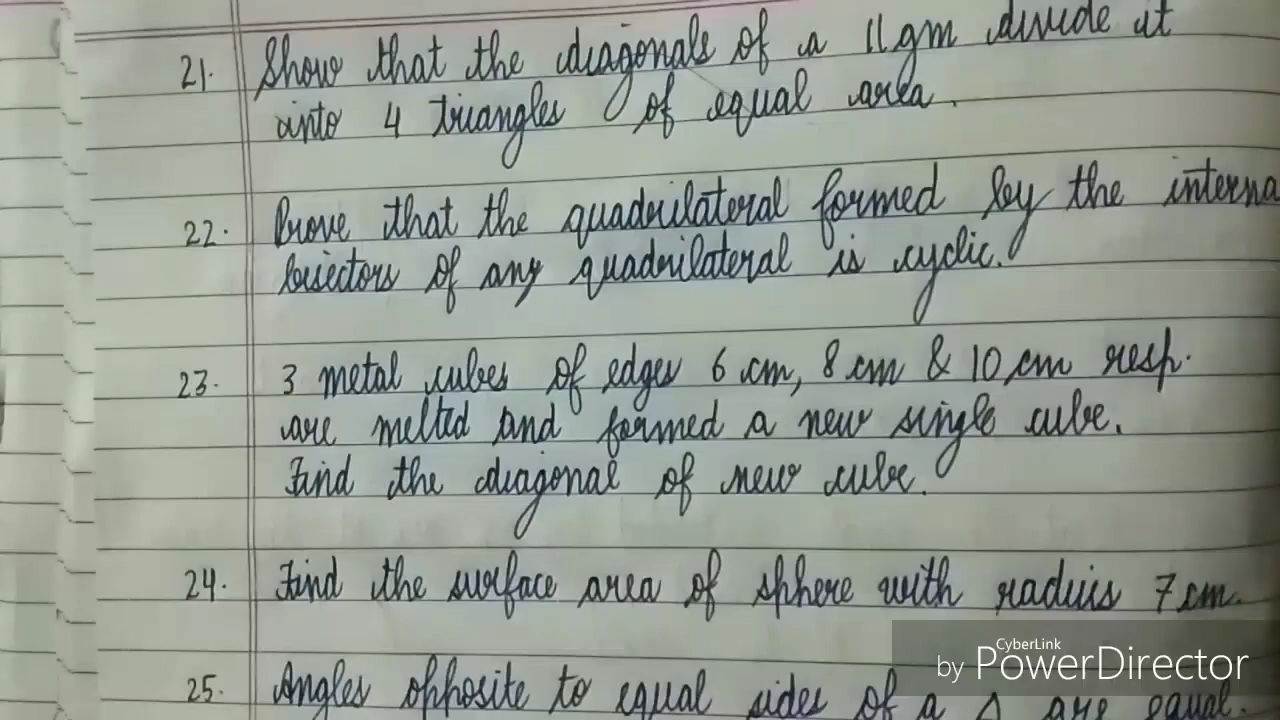 21. Show that the diagonals of a ||gm divide it
into 4 triangles of equal area.
22. Prove that the quadrilateral formed by the interna
bisectors of any quadrilateral is cyclic.
23. 3 metal cubes of edges 6 cm, 8 cm & 10 cm resp.
are melted and formed a new single cube.
Find the diagonal of new cube.
24. Find the surface area of sphere with radius 7 cm.
CyberLink
by PowerDirector
25. Angles opposite to equal sides of a Δ are equal.